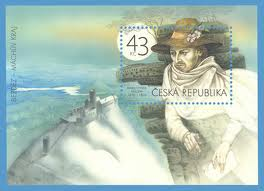 43
Kč
ČESKÁ REPUBLIKA
BEZDĚZ - MÁCHŮV KRAJ